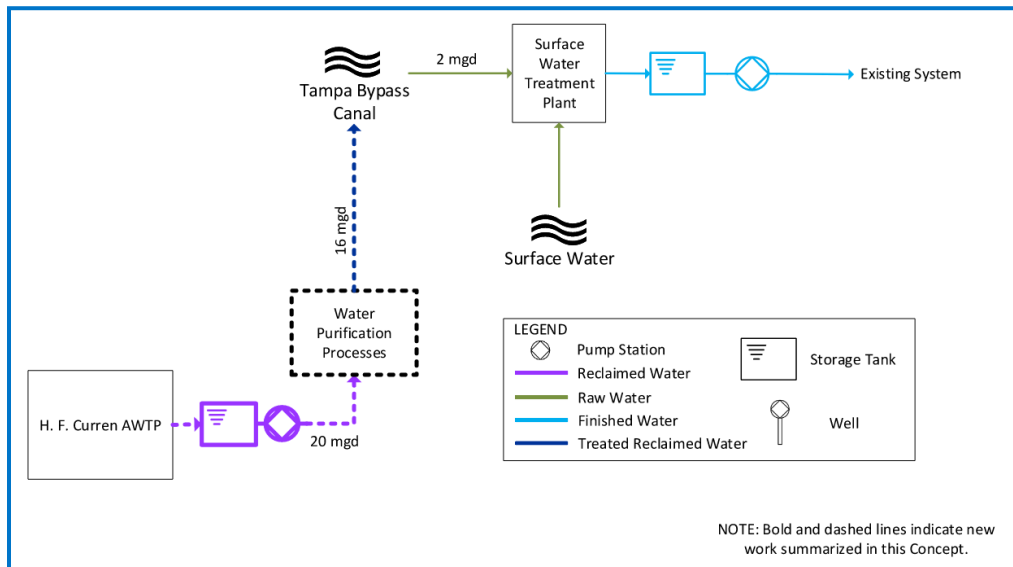 2 mgd
Surface
Water
Treatment
Plant
Existing System
Tampa Bypass
Canal
16 mgd
Surface Water
Water
Purification
Processes
H. F. Curren AWTP
20 mgd
LEGEND
Pump Station
Reclaimed Water
Raw Water
Finished Water
Treated Reclaimed Water
Storage Tank
Well
NOTE: Bold and dashed lines indicate new
work summarized in this Concept.